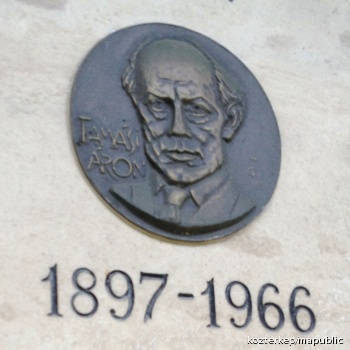 TAMÁSI
ÁRON
1897-1966
kozterkep/mapublic